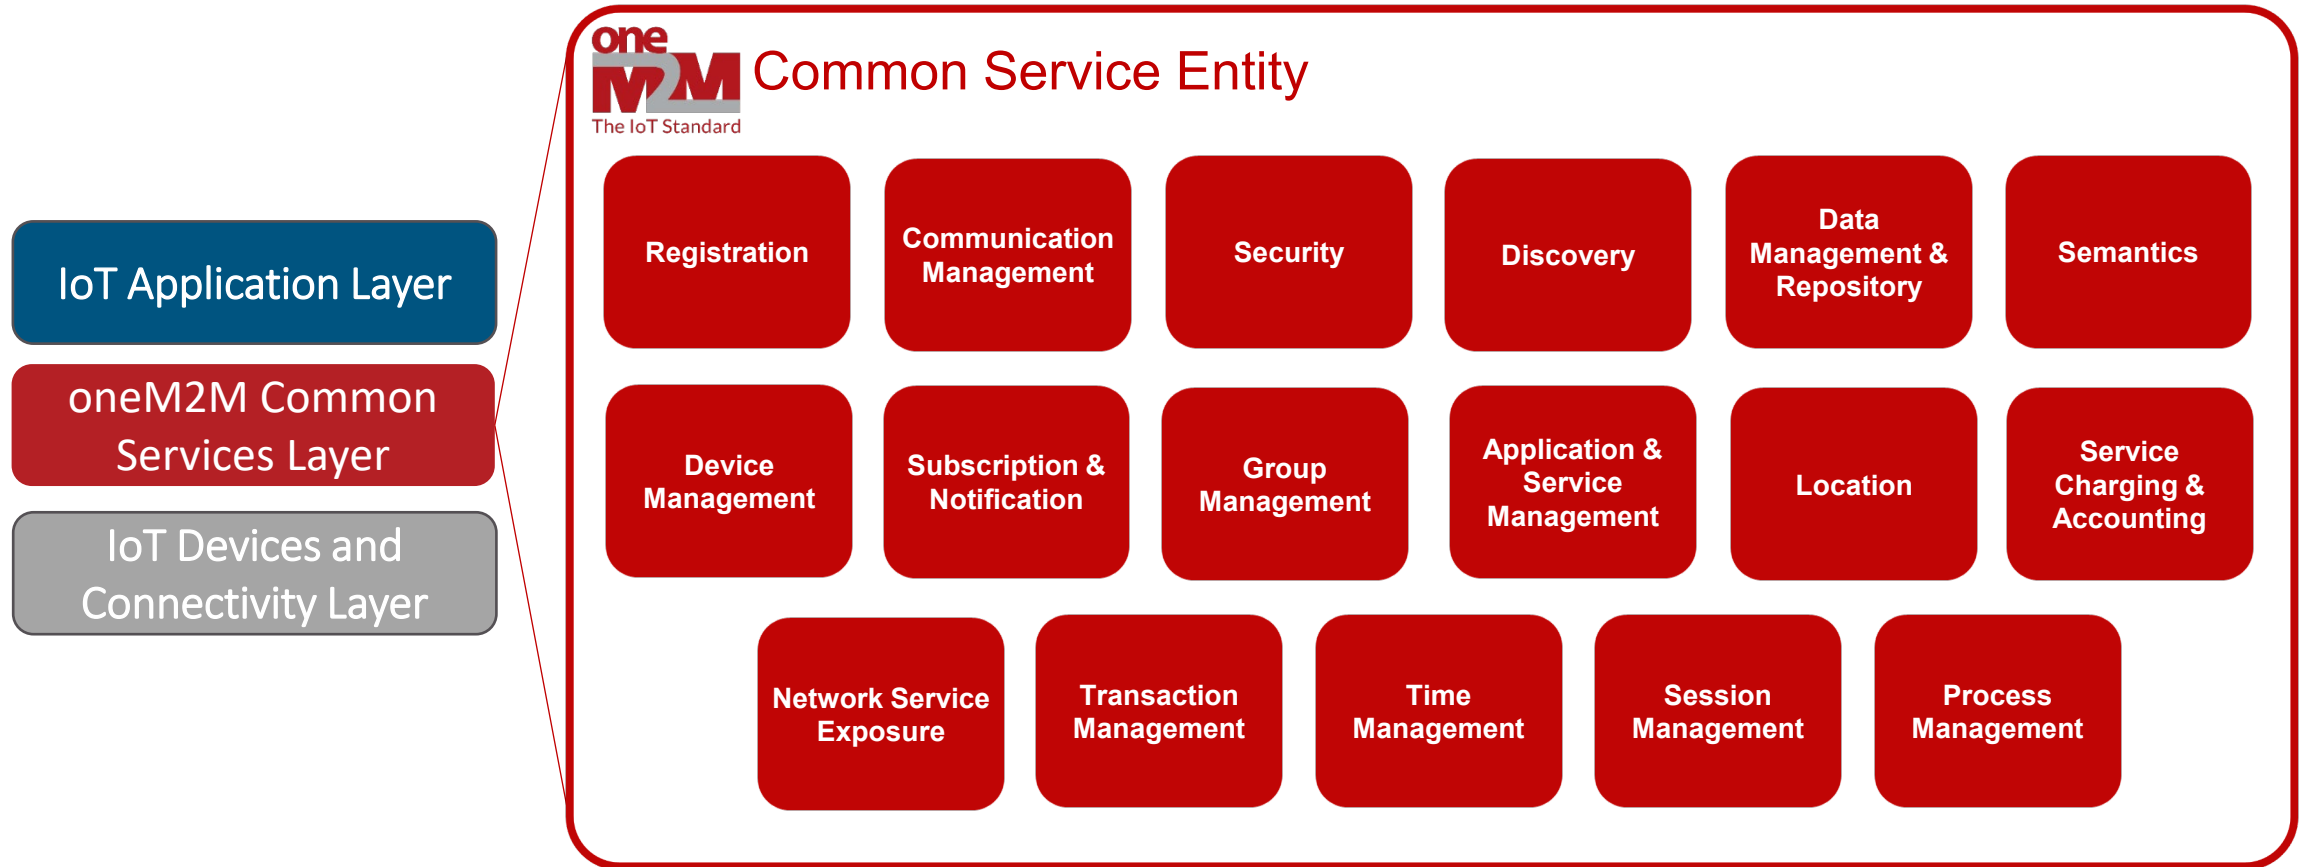 one
M2M
The IoT Standard
Common Service Entity
IoT Application Layer
oneM2M Common
Services Layer
IoT Devices and
Connectivity Layer
Registration
Communication
Management
Security
Discovery
Data
Management &
Repository
Semantics
Device
Management
Subscription &
Notification
Group
Management
Application &
Service
Management
Location
Service
Charging &
Accounting
Network Service
Exposure
Transaction
Management
Time
Management
Session
Management
Process
Management